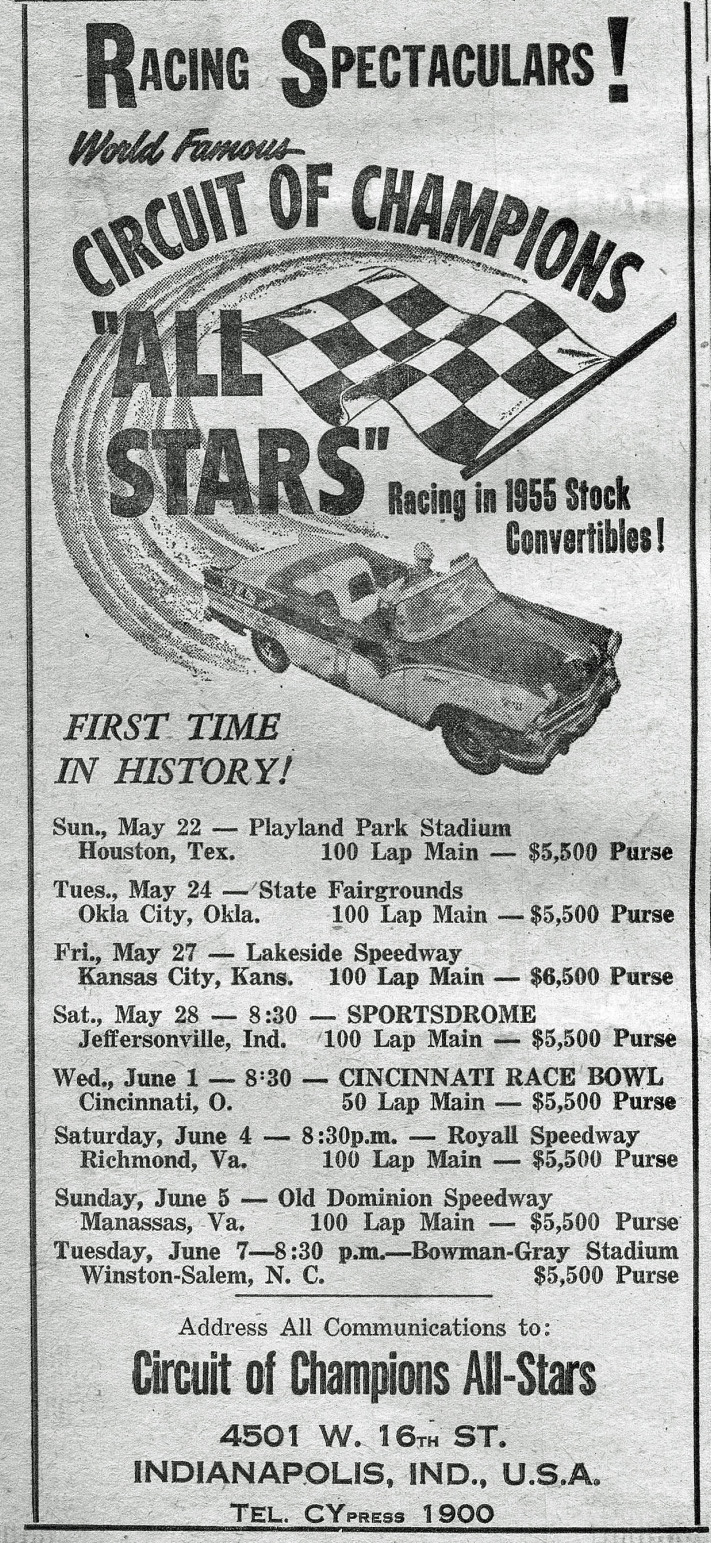 RACING SPECTACULARS!
World Famous
CIRCUIT OF CHAMPIONS
"ALL
STARS"
Racing in 1955 Stock
Convertibles!
FIRST TIME
IN HISTORY!
Sun., May 22 — Playland Park Stadium
Houston, Tex. 100 Lap Main — $5,500 Purse
Tues., May 24 — State Fairgrounds
Okla City, Okla. 100 Lap Main — $5,500 Purse
Fri., May 27 — Lakeside Speedway
Kansas City, Kans. 100 Lap Main — $6,500 Purse
Sat., May 28 — 8:30 — SPORTSDROME
Jeffersonville, Ind. 100 Lap Main — $5,500 Purse
Wed., June 1 — 8:30 — CINCINNATI RACE BOWL
Cincinnati, O. 50 Lap Main — $5,500 Purse
Saturday, June 4 — 8:30p.m. — Royall Speedway
Richmond, Va. 100 Lap Main — $5,500 Purse
Sunday, June 5 — Old Dominion Speedway
Manassas, Va. 100 Lap Main — $5,500 Purse
Tuesday, June 7—8:30 p.m.—Bowman-Gray Stadium
Winston-Salem, N. C. $5,500 Purse
Address All Communications to:
Circuit of Champions All-Stars
4501 W. 16TH ST.
INDIANAPOLIS, IND., U.S.A.
TEL. CYPRESS 1900